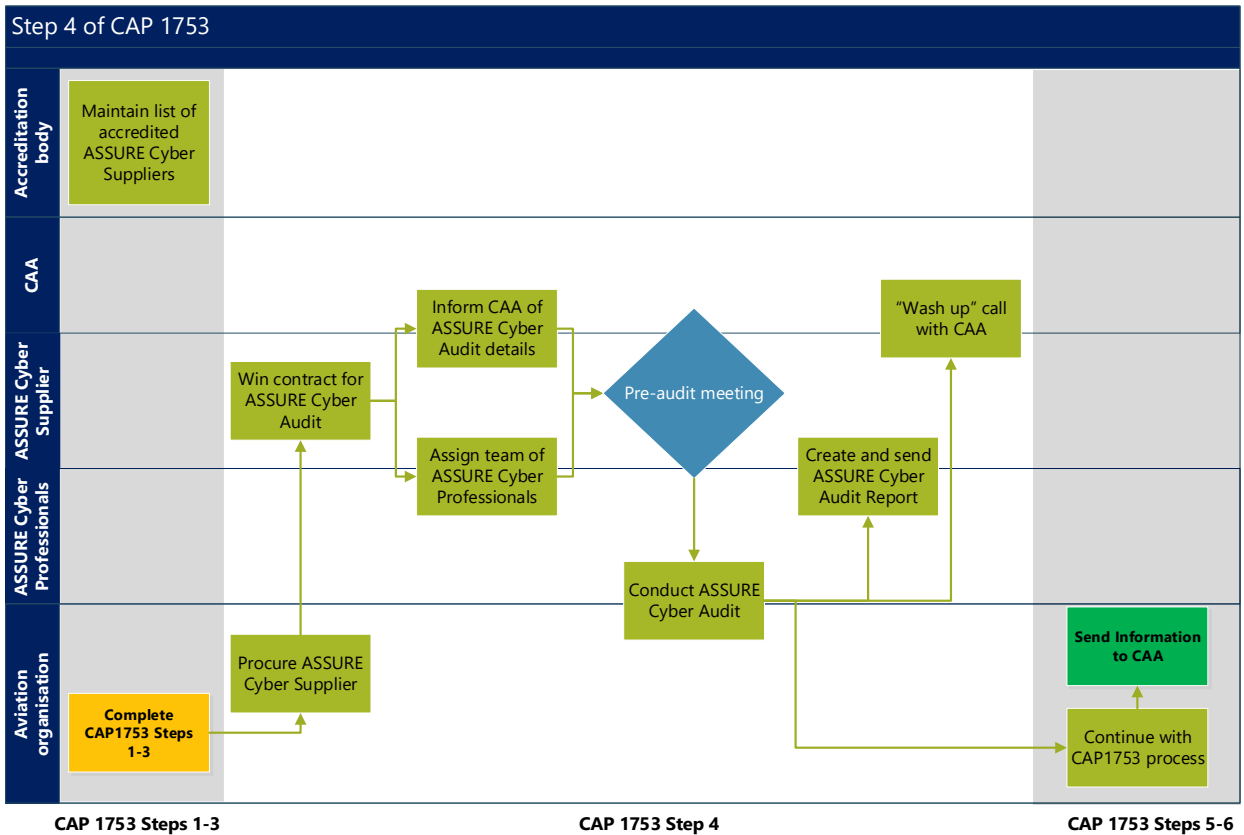 Step 4 of CAP 1753
Accreditation
body
Maintain list of
accredited
ASSURE Cyber
Suppliers
CAA
Inform CAA of
ASSURE Cyber
Audit details
"Wash up" call
with CAA
ASSURE Cyber
Supplier
Win contract for
ASSURE Cyber
Audit
Pre-audit meeting
Assign team of
ASSURE Cyber
Professionals
Create and send
ASSURE Cyber
Audit Report
ASSURE Cyber
Professionals
Conduct ASSURE
Cyber Audit
Aviation
organisation
Complete
CAP1753 Steps
1-3
Procure ASSURE
Cyber Supplier
Send Information
to CAA
Continue with
CAP1753 process
CAP 1753 Steps 1-3
CAP 1753 Step 4
CAP 1753 Steps 5-6